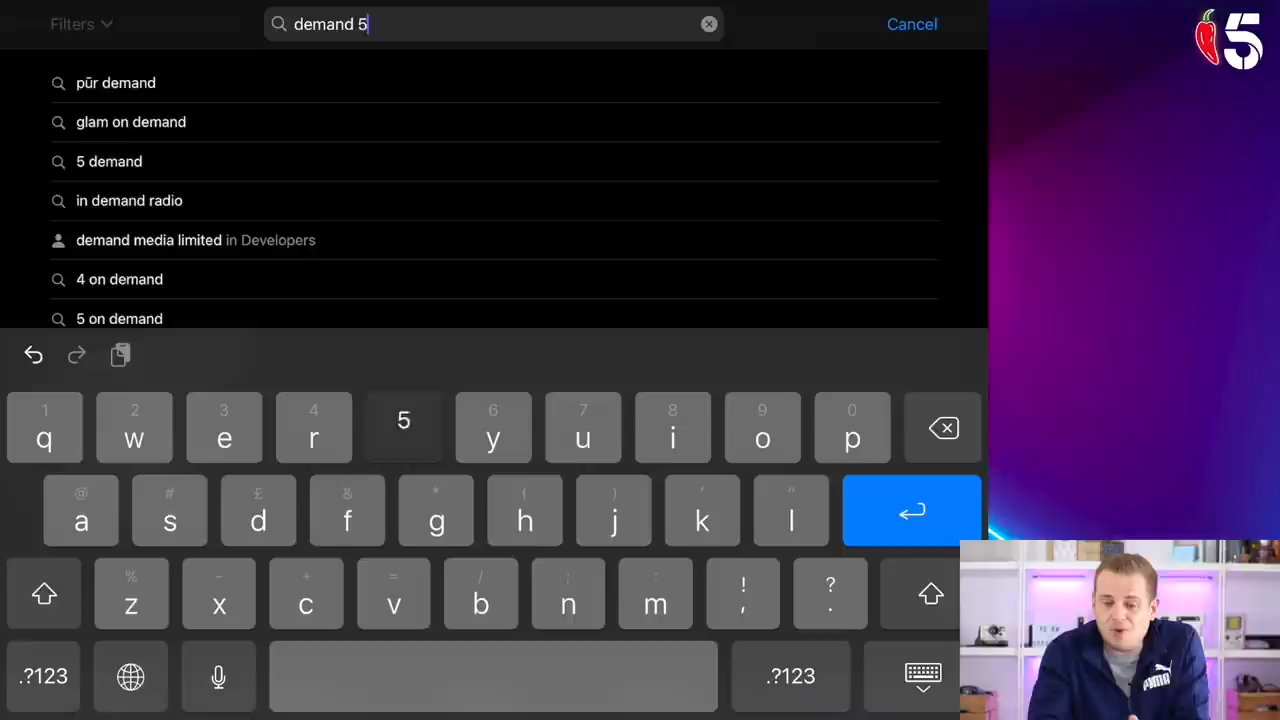 Filters
demand 5
Cancel
5
pūr demand
glam on demand
5 demand
in demand radio
demand media limited in Developers
4 on demand
5 on demand
1 2 3 4 5 6 7 8 9 0
q w e r y u i o p
@ # £ & * ( ) ' "
a s d f g h j k l
% - + = / ; : ! ?
z x c v b n m , .
.?123 .?123
PUMA